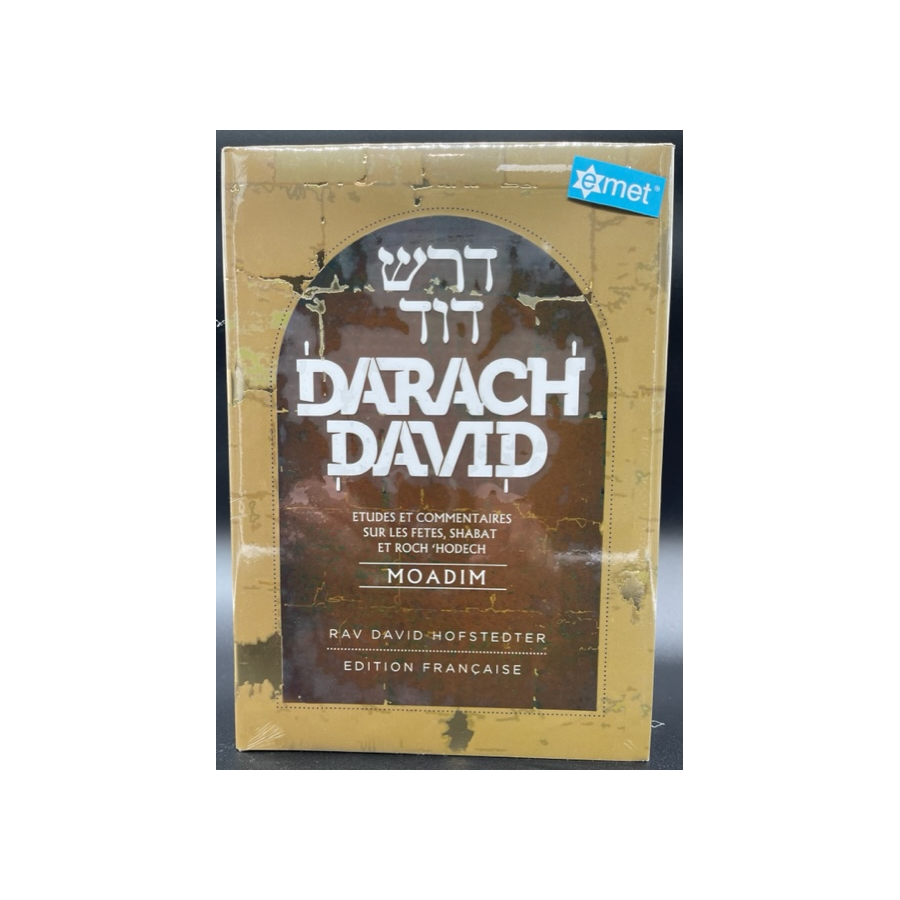 emet®
דרש
דוד
DARACH
DAVID
ETUDES ET COMMENTAIRES
SUR LES FETES, SHABAT
ET ROCH 'HODECH
MOADIM
RAV DAVID HOFSTEDTER
EDITION FRANÇAISE